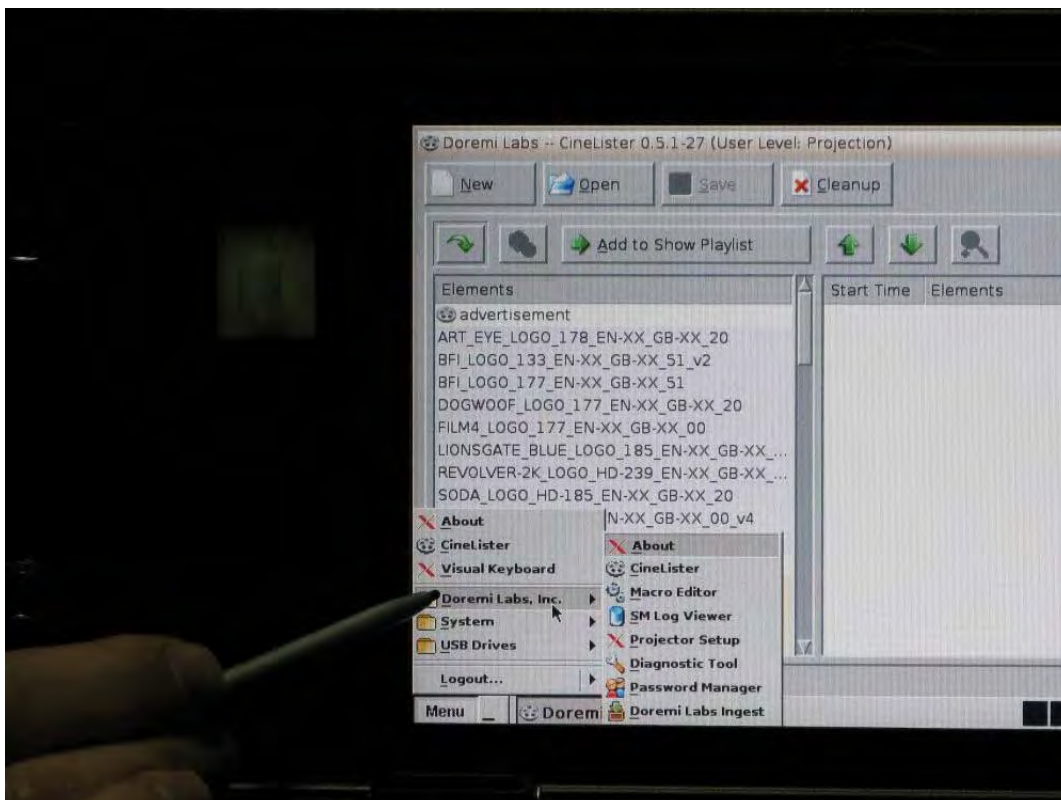 Doremi Labs -- CineLister 0.5.1-27 (User Level: Projection)
New Open Save Cleanup
Add to Show Playlist
Elements
Start Time Elements
advertisement
ART_EYE_LOGO_178_EN-XX_GB-XX_20
BFI_LOGO_133_EN-XX_GB-XX_51_v2
BFI_LOGO_177_EN-XX_GB-XX_51
DOGWOOF_LOGO_177_EN-XX_GB-XX_20
FILM4_LOGO_177_EN-XX_GB-XX_00
LIONSGATE_BLUE_LOGO_185_EN-XX_GB-XX_...
REVOLVER-2K_LOGO_HD-239_EN-XX_GB-XX_...
SODA_LOGO_HD-185_EN-XX_GB-XX_20
N-XX_GB-XX_00_v4
About
CineLister
Visual Keyboard
Doremi Labs, Inc.
System
USB Drives
Logout...
About
CineLister
Macro Editor
SM Log Viewer
Projector Setup
Diagnostic Tool
Password Manager
Doremi Labs Ingest
Menu
Doremi